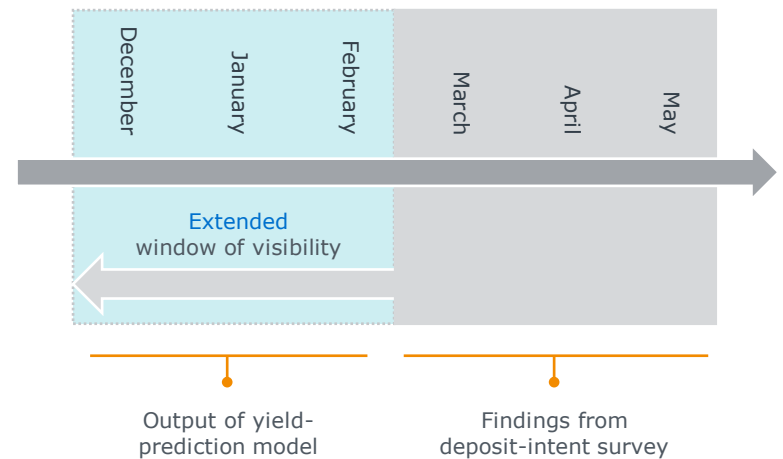 December
January
February
March
April
May
Extended
window of visibility
Output of yield-
prediction model
Findings from
deposit-intent survey